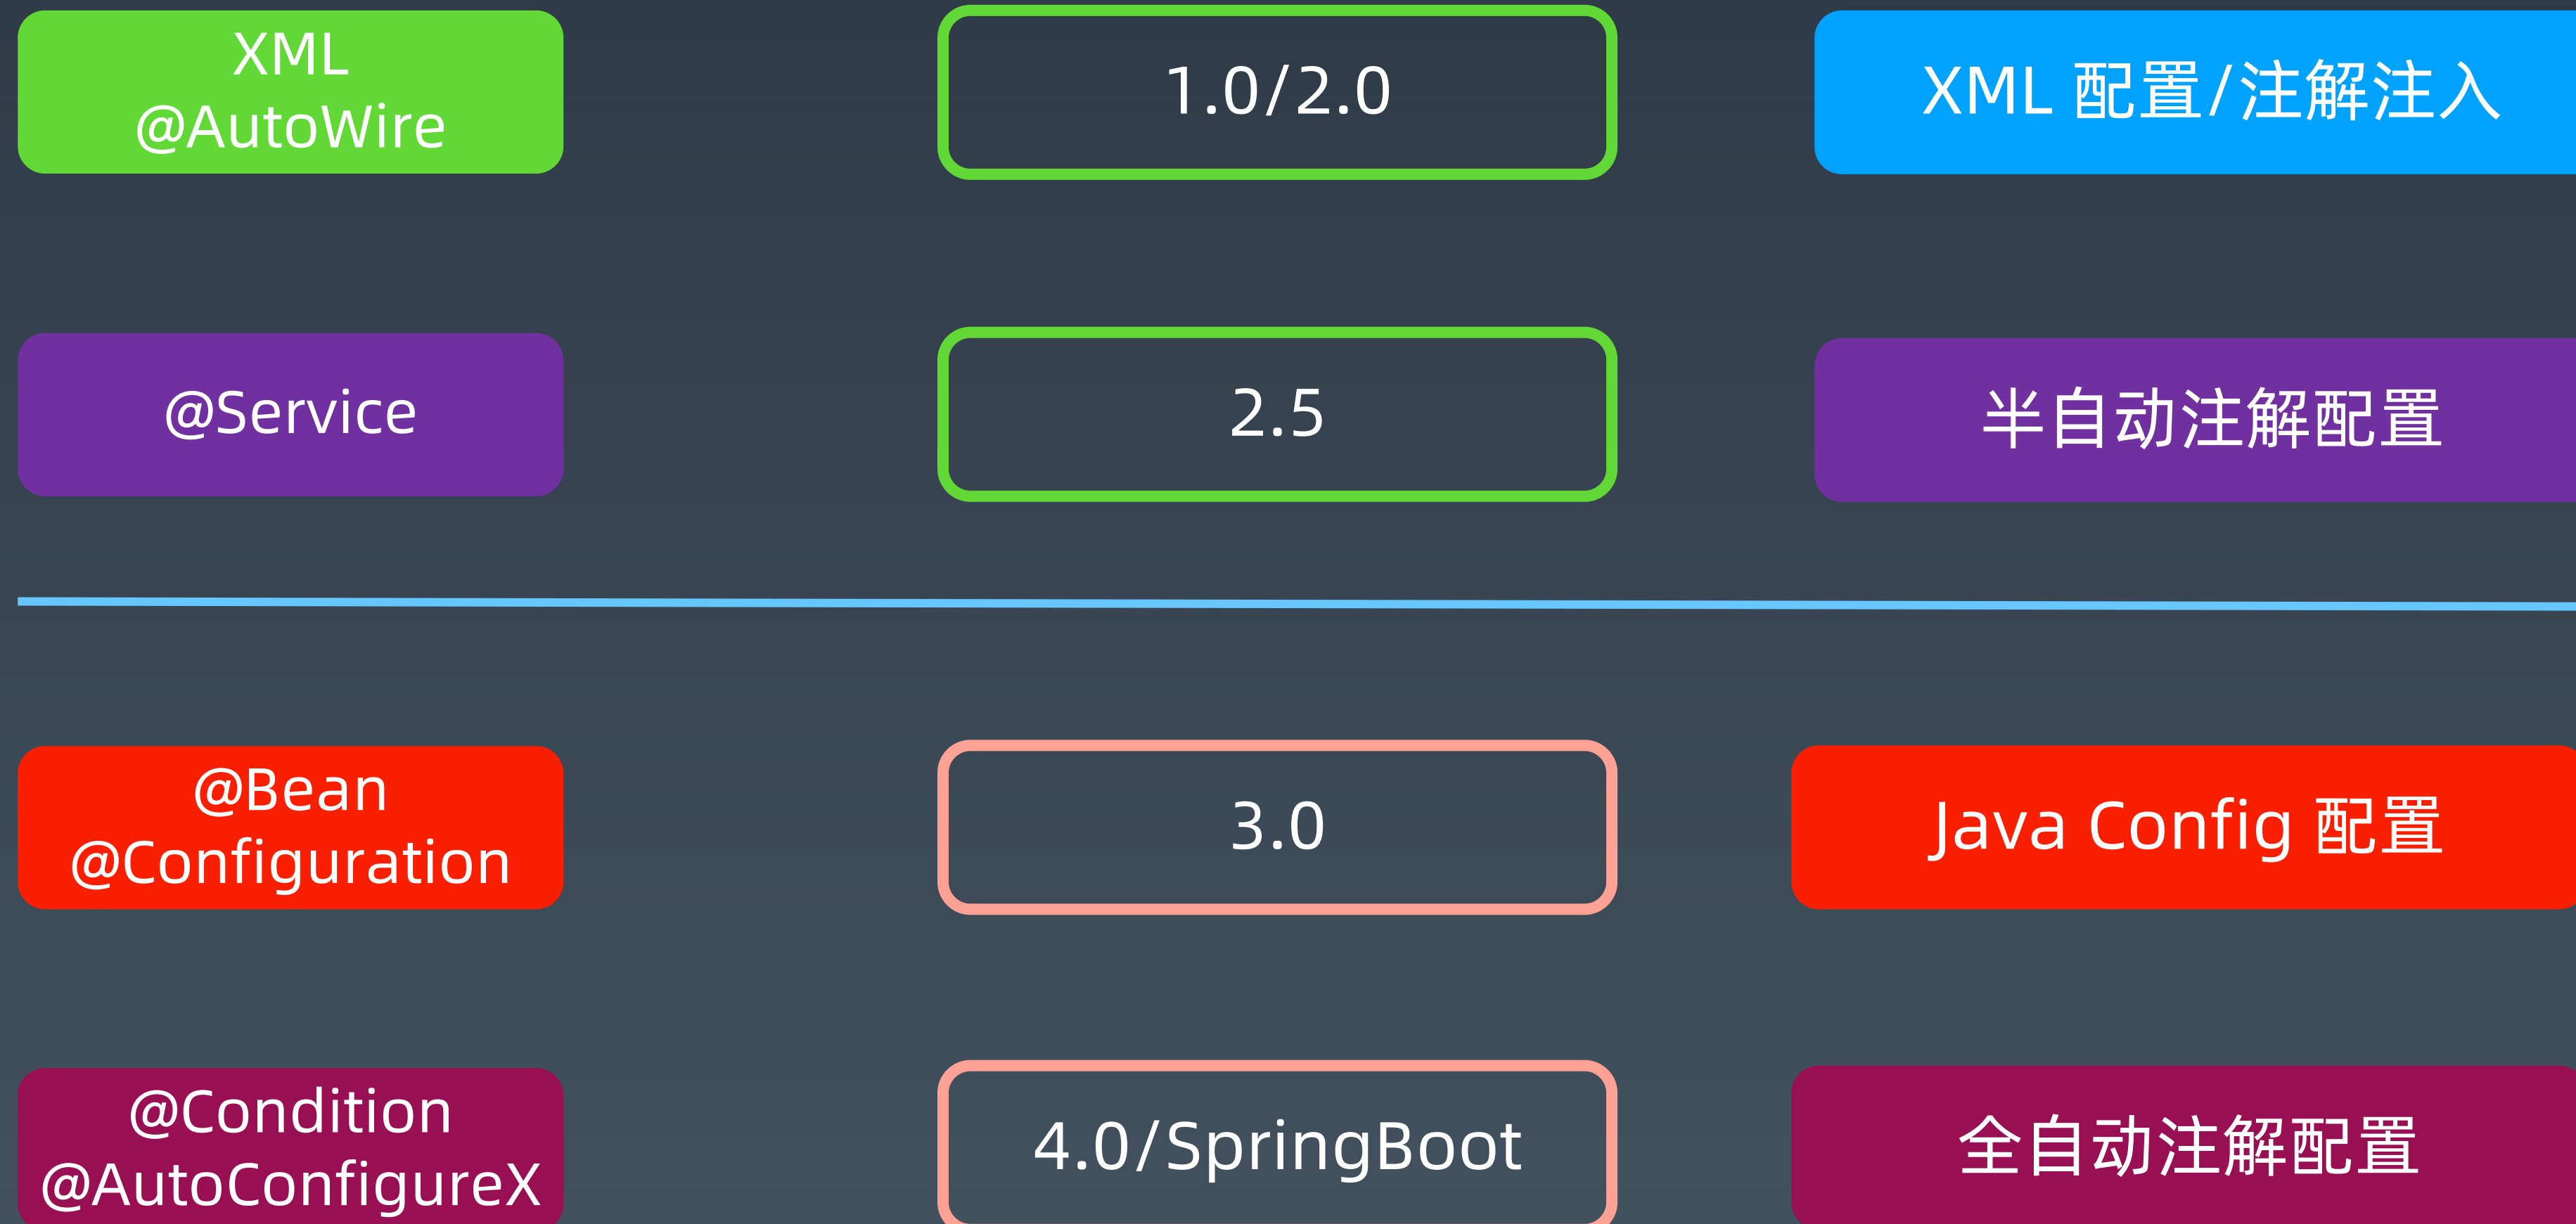 XML
@AutoWire
1.0/2.0
XML 配置/注解注入
@Service
2.5
半自动注解配置
@Bean
@Configuration
3.0
Java Config 配置
@Condition
@AutoConfigureX
4.0/SpringBoot
全自动注解配置